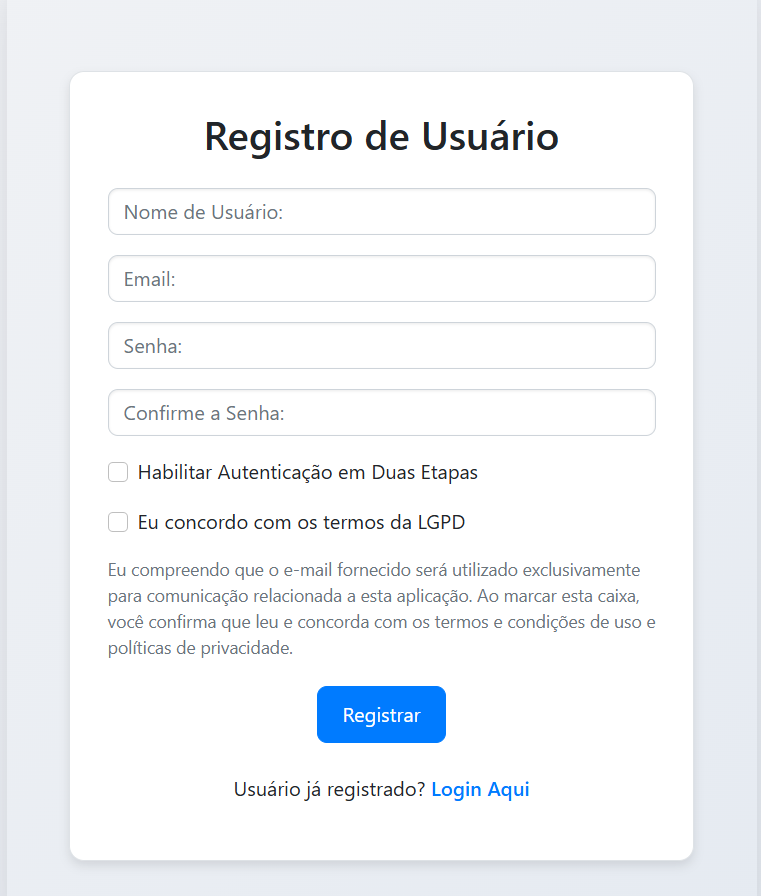 Registro de Usuário
Nome de Usuário:
Email:
Senha:
Confirme a Senha:
Habilitar Autenticação em Duas Etapas
Eu concordo com os termos da LGPD
Eu compreendo que o e-mail fornecido será utilizado exclusivamente
para comunicação relacionada a esta aplicação. Ao marcar esta caixa,
você confirma que leu e concorda com os termos e condições de uso e
políticas de privacidade.
Registrar
Usuário já registrado? Login Aqui